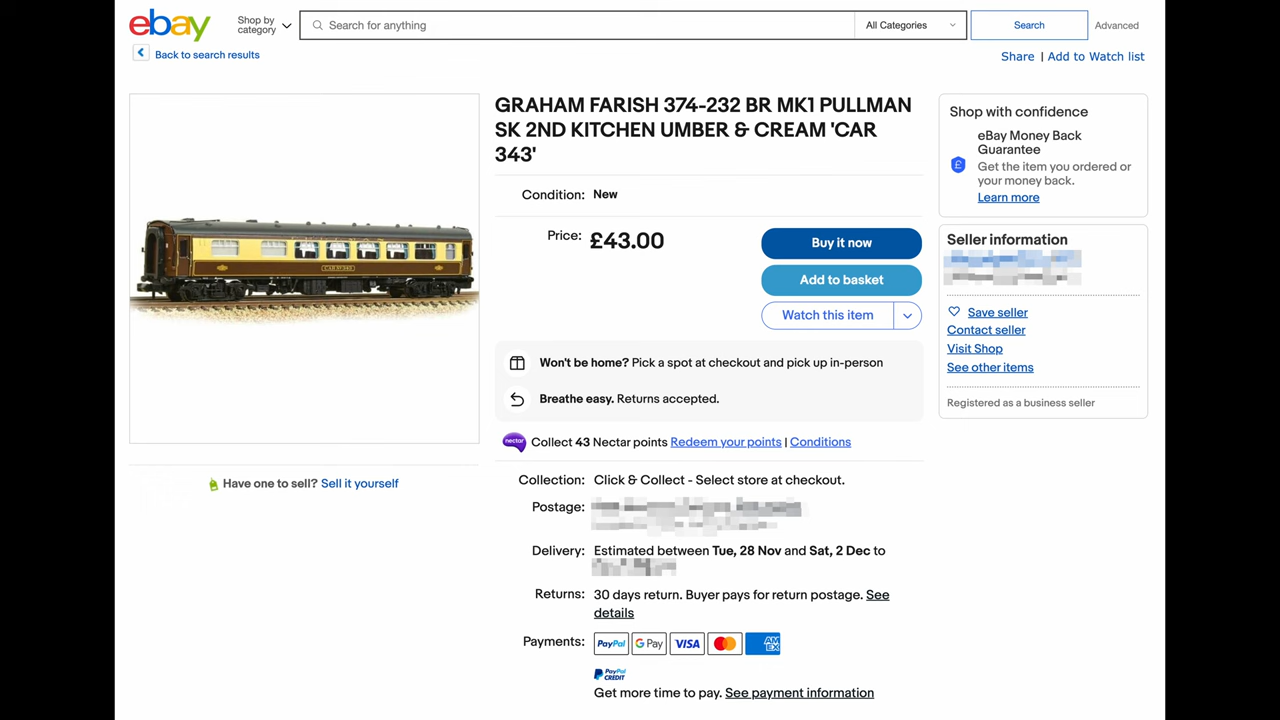 ebay
Shop by
category
Search for anything
All Categories
Search
Advanced
Back to search results
Share | Add to Watch list
GRAHAM FARISH 374-232 BR MK1 PULLMAN
SK 2ND KITCHEN UMBER & CREAM 'CAR
343'
Condition: New
Price: £43.00
Buy it now
Add to basket
Watch this item
Won't be home? Pick a spot at checkout and pick up in-person
Breathe easy. Returns accepted.
nectar Collect 43 Nectar points Redeem your points | Conditions
Collection: Click & Collect - Select store at checkout.
Postage:
Delivery: Estimated between Tue, 28 Nov and Sat, 2 Dec to
Returns: 30 days return. Buyer pays for return postage. See
details
Payments: PayPal G Pay VISA AM EX
PayPal
CREDIT
Get more time to pay. See payment information
Have one to sell? Sell it yourself
Shop with confidence
eBay Money Back
Guarantee
£
Get the item you ordered or
your money back.
Learn more
Seller information
Save seller
Contact seller
Visit Shop
See other items
Registered as a business seller